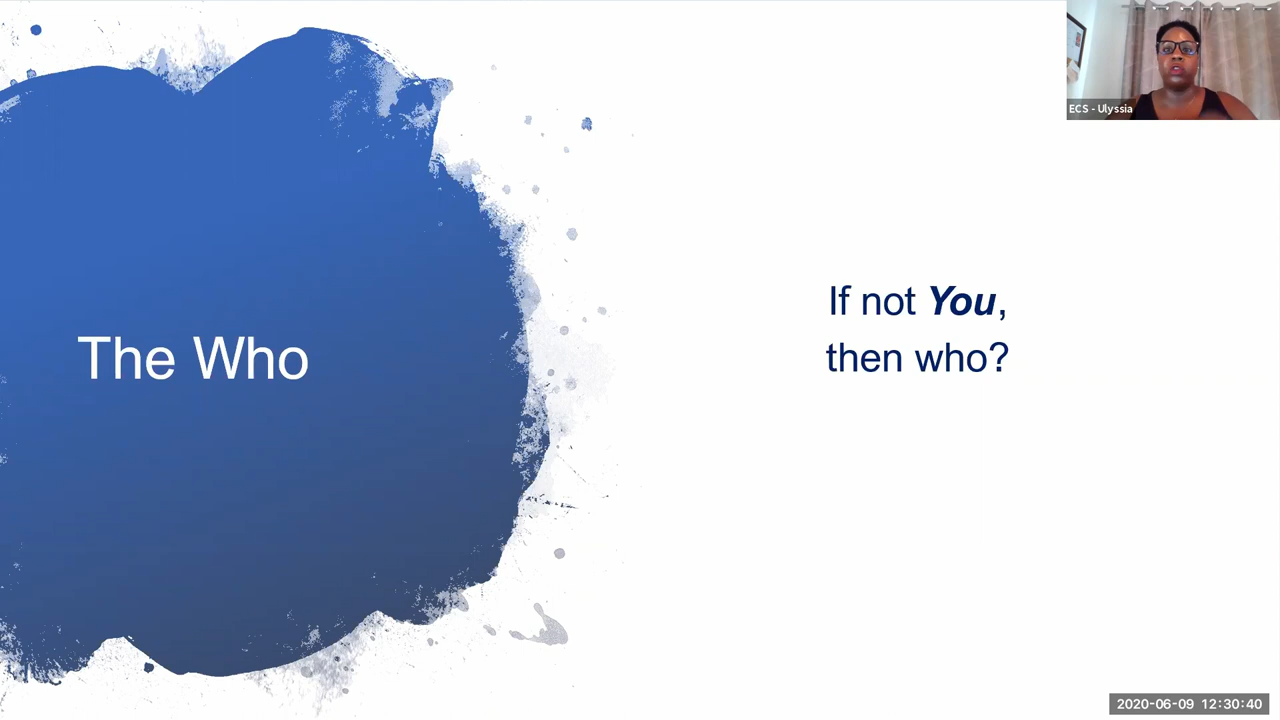 ECS - Ulyssia
The Who
If not You,
then who?
2020-06-09 12:30:40